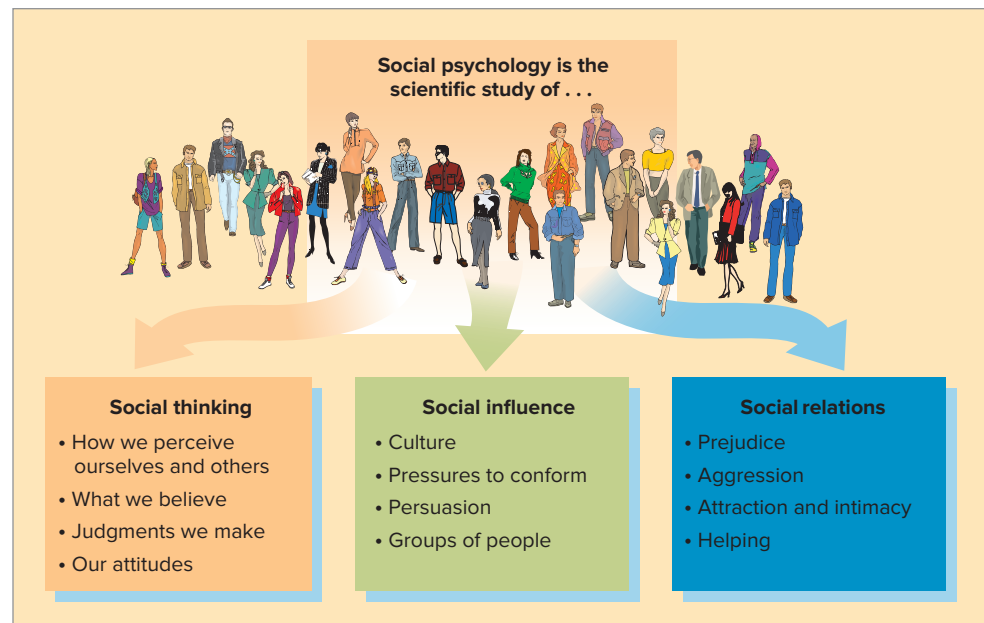 Social psychology is the
scientific study of . . .
Social thinking
• How we perceive
ourselves and others
• What we believe
• Judgments we make
• Our attitudes
Social influence
• Culture
• Pressures to conform
• Persuasion
• Groups of people
Social relations
• Prejudice
• Aggression
• Attraction and intimacy
• Helping